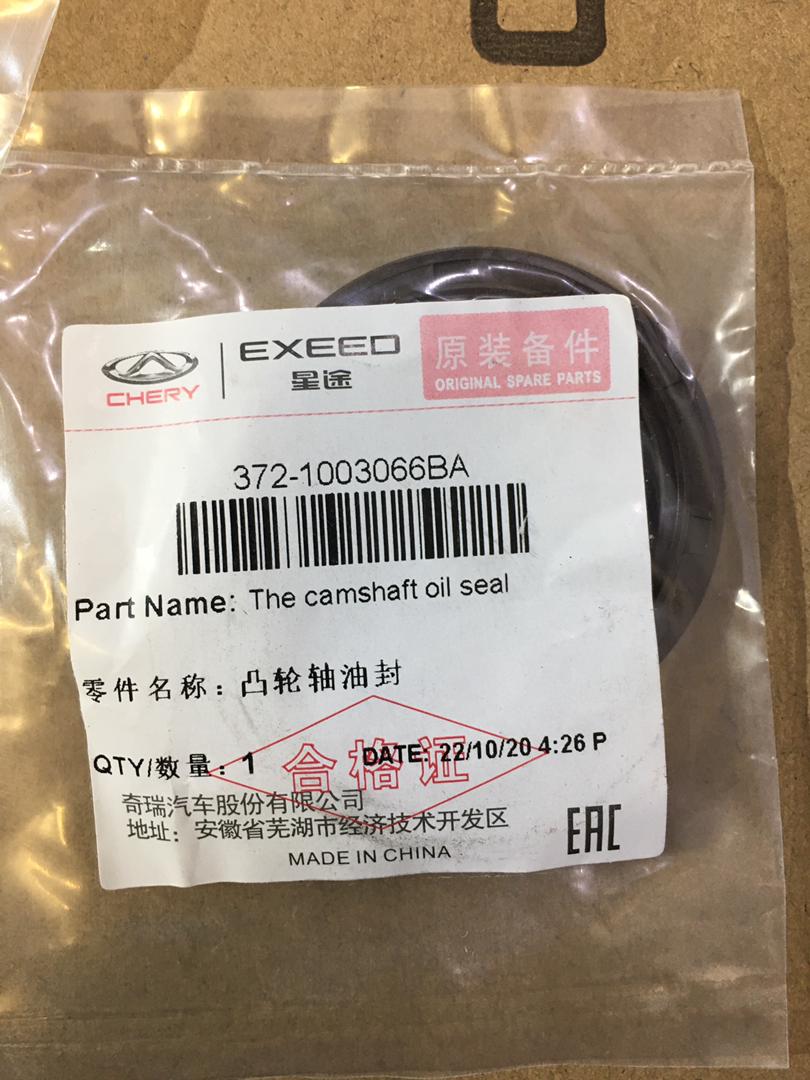 CHERY
EXEED
星途
原装备件
ORIGINAL SPARE PARTS
372-1003066BA
Part Name: The camshaft oil seal
零件名称：凸轮轴油封
QTY/数量：1
DATE: 22/10/20 4:26 P
合格证
奇瑞汽车股份有限公司
地址：安徽省芜湖市经济技术开发区
MADE IN CHINA
EAC